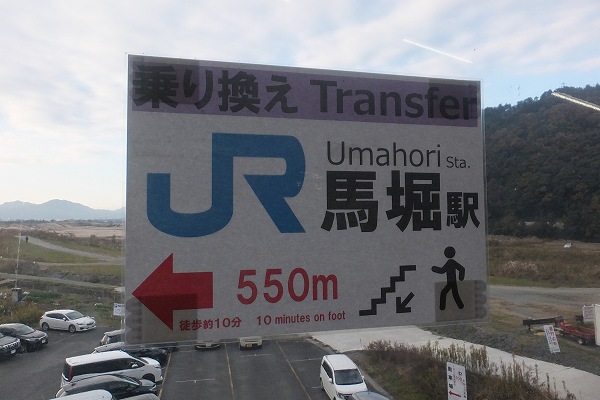 乗り換え Transfer
JR Umahori Sta.
馬堀駅
550m
徒歩約10分 10 minutes on foot